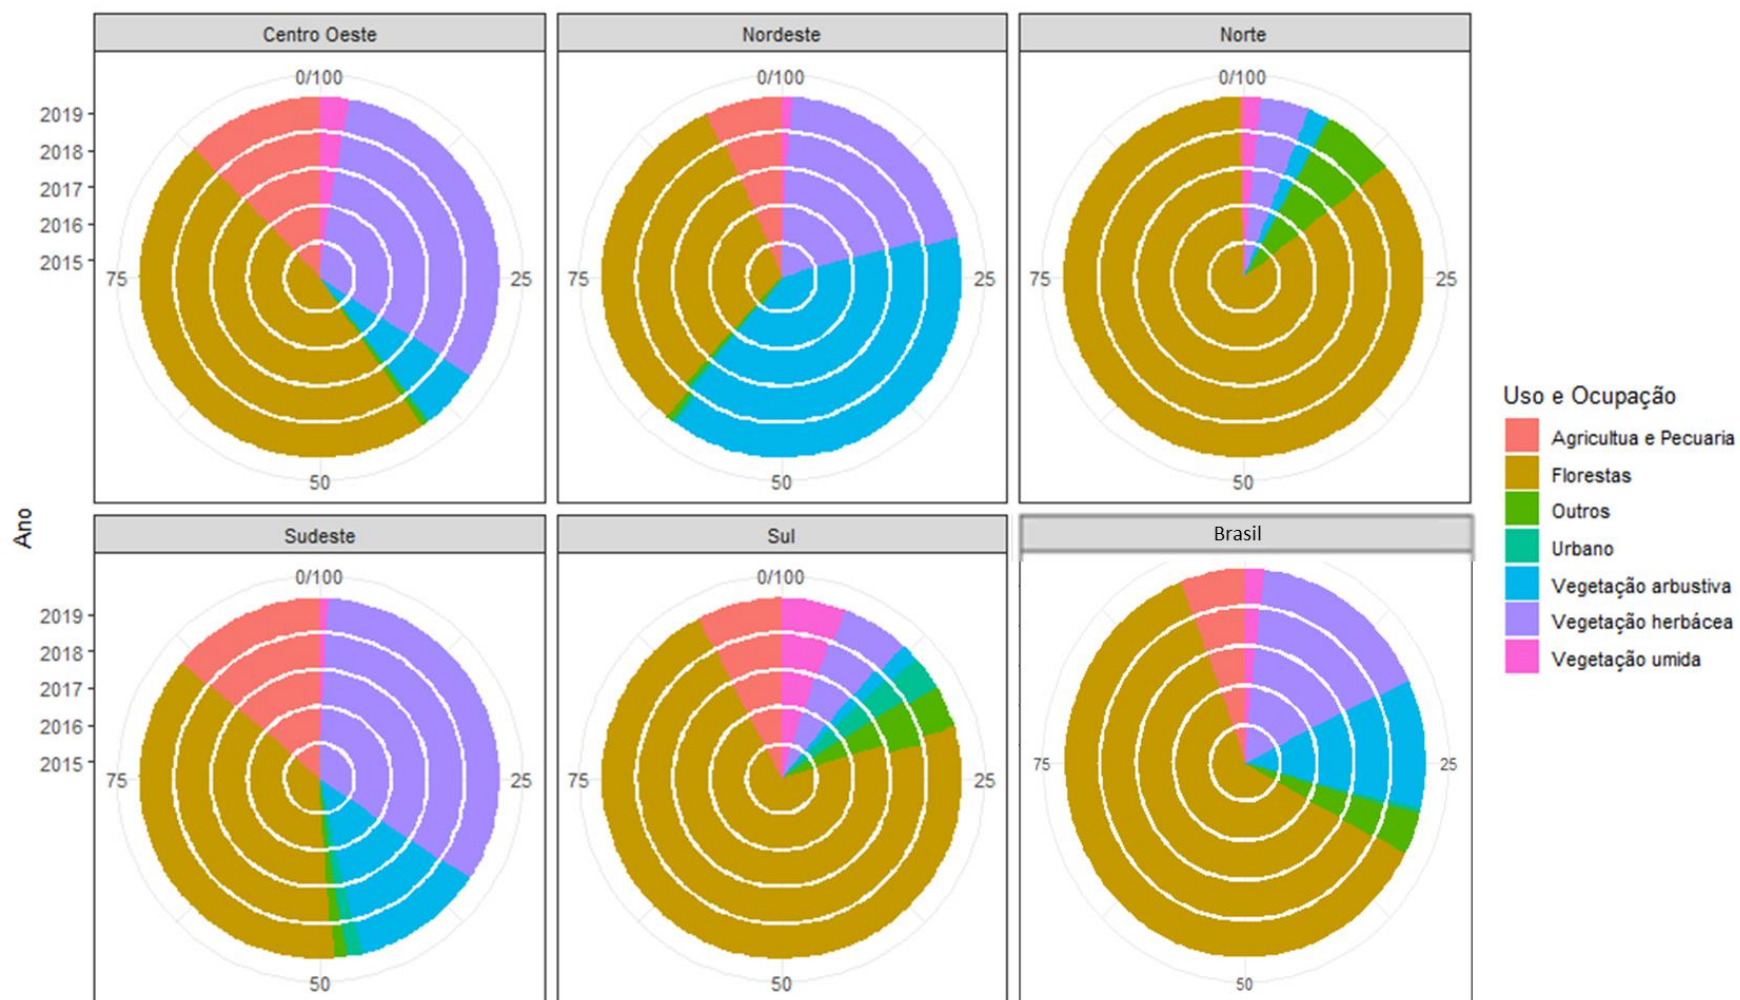 Centro Oeste
Nordeste
Norte
0/100
0/100
0/100
2019
2018
2017
2016
2015
75
25
75
25
75
25
50
50
50
Ano
Sudeste
Sul
Brasil
0/100
0/100
2019
2018
2017
2016
2015
75
25
75
25
75
25
50
50
50
Uso e Ocupação
Agricultua e Pecuaria
Florestas
Outros
Urbano
Vegetação arbustiva
Vegetação herbácea
Vegetação umida